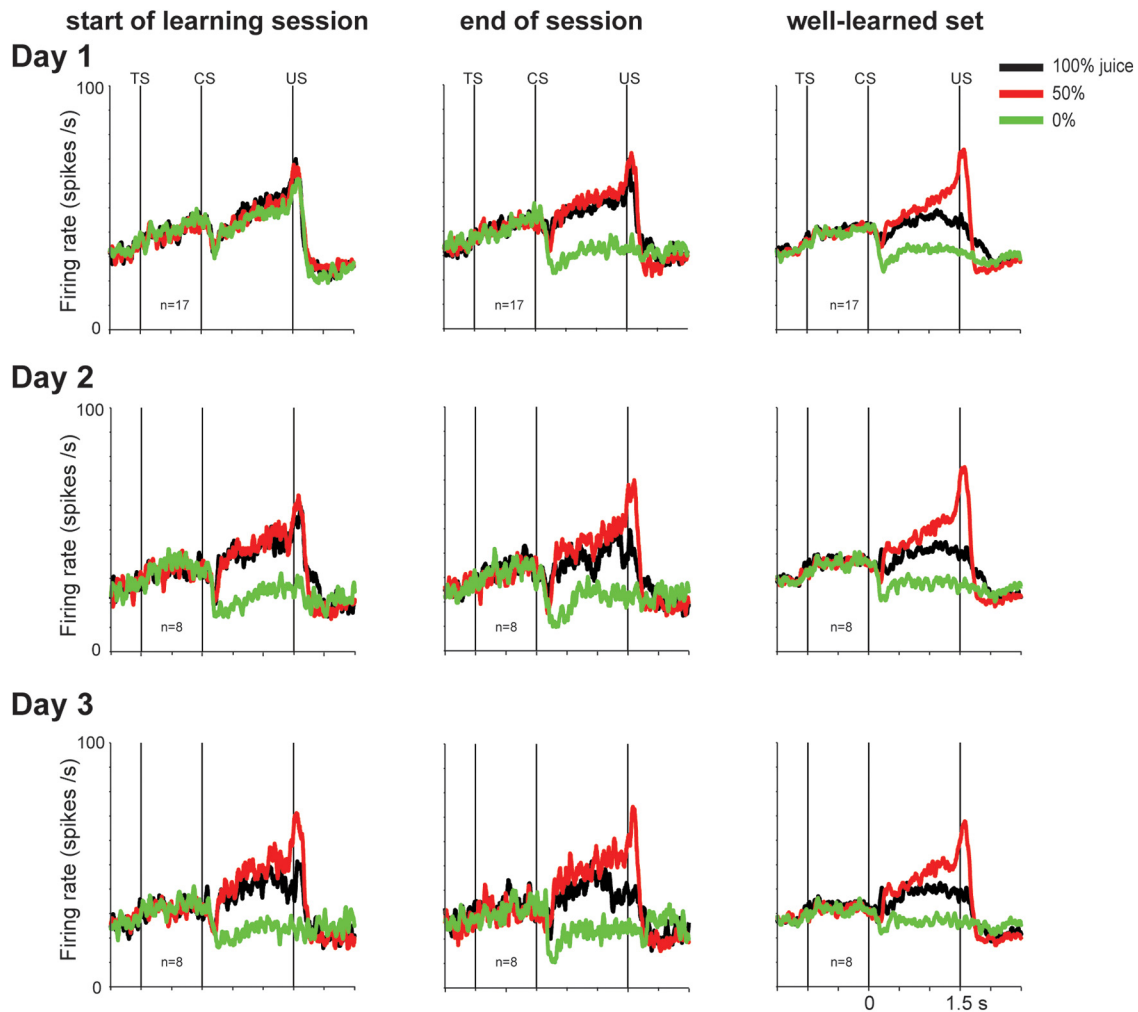 start of learning session end of session well-learned set
Day 1
TS CS US TS CS US TS CS US
100% juice
50%
0%
100
Firing rate (spikes /s)
0
n=17 n=17 n=17
Day 2
100
Firing rate (spikes /s)
0
n=8 n=8 n=8
Day 3
100
Firing rate (spikes /s)
0
n=8 n=8 n=8
0 1.5 s